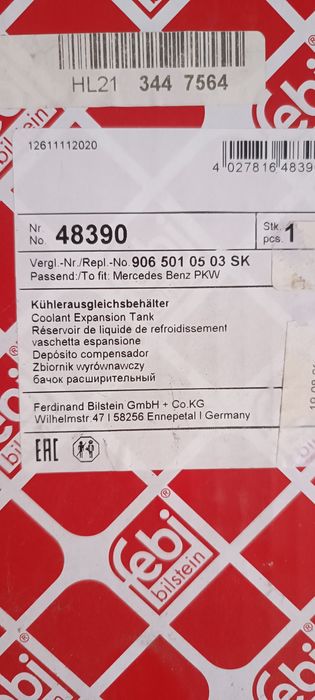 HL21 344 7564
12611112020
4 027816 4839
Nr
No. 48390
Stk.
pcs. 1
Vergl.-Nr./Repl.-No. 906 501 05 03 SK
Passend:/To fit: Mercedes Benz PKW
Kühlerausgleichsbehälter
Coolant Expansion Tank
Réservoir de liquide de refroidissement
vaschetta espansione
Depósito compensador
Zbiornik wyrównawczy
бачок расширительный
Ferdinand Bilstein GmbH + Co.KG
Wilhelmstr. 47 I 58256 Ennepetal I Germany
EAC
febi
bilstein